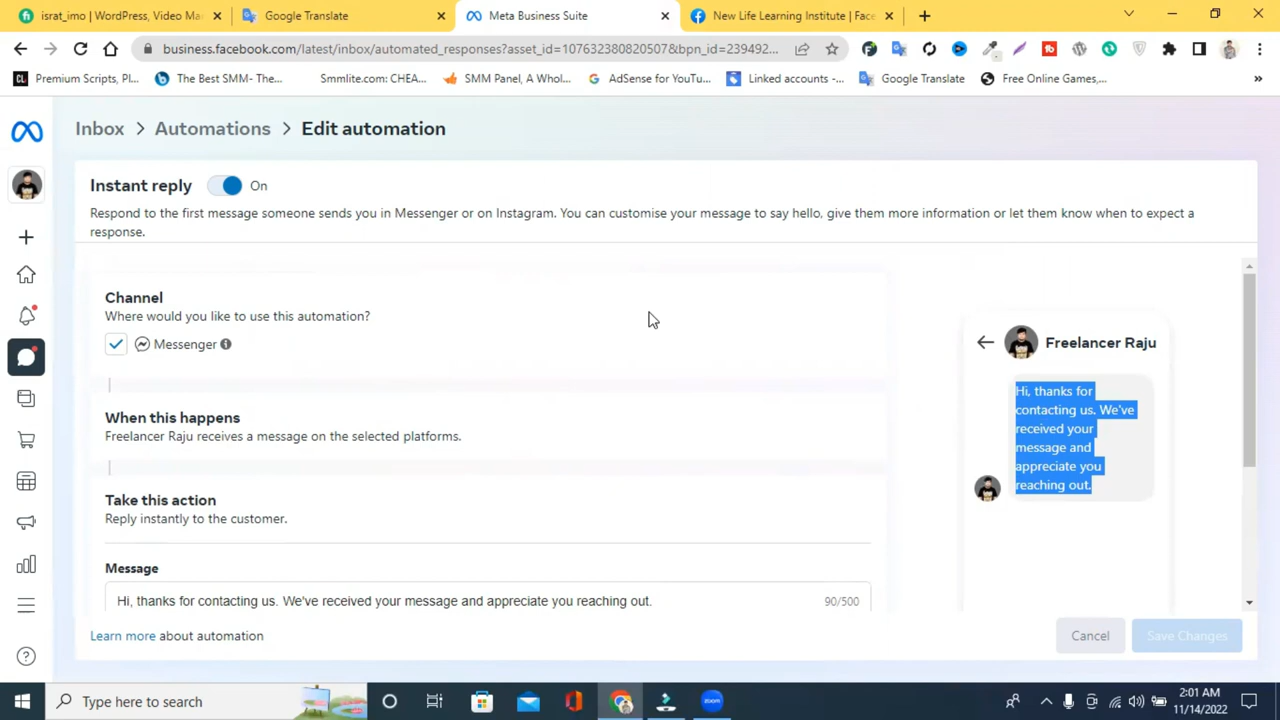 israt_imo | WordPress, Video Mar
Google Translate
Meta Business Suite
New Life Learning Institute | Face
business.facebook.com/latest/inbox/automated_responses?asset_id=107632380820507&bpn_id=239492...
Premium Scripts, Pl...
The Best SMM- The...
Smmlite.com: CHEA...
SMM Panel, A Whol...
AdSense for YouTu...
Linked accounts -...
Google Translate
Free Online Games,...
Inbox > Automations > Edit automation
Instant reply On
Respond to the first message someone sends you in Messenger or on Instagram. You can customise your message to say hello, give them more information or let them know when to expect a
response.
Channel
Where would you like to use this automation?
Messenger
When this happens
Freelancer Raju receives a message on the selected platforms.
Take this action
Reply instantly to the customer.
Message
Hi, thanks for contacting us. We've received your message and appreciate you reaching out. 90/500
Freelancer Raju
Hi, thanks for
contacting us. We've
received your
message and
appreciate you
reaching out.
Learn more about automation
Cancel
Save Changes
Type here to search
zoom
2:01 AM
11/14/2022